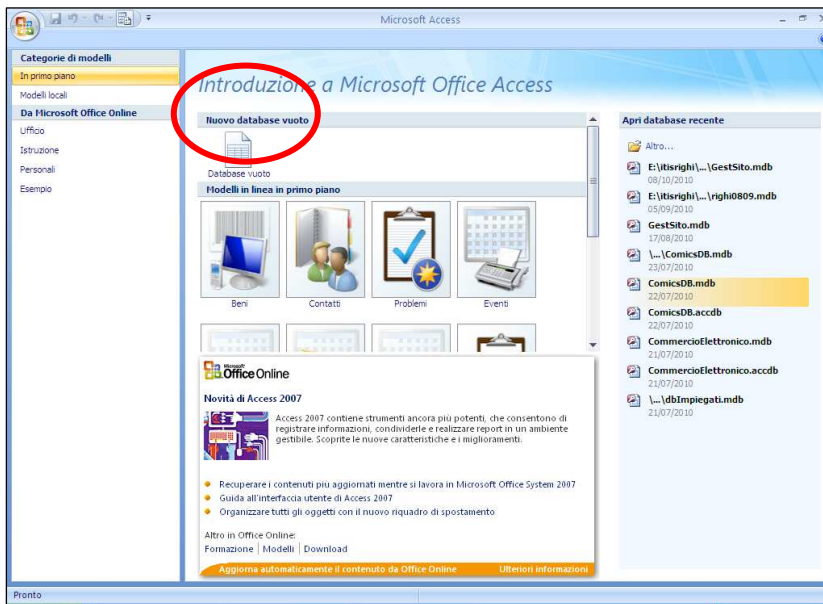 Microsoft Access
Categorie di modelli
In primo piano
Modelli locali
Da Microsoft Office Online
Ufficio
Istruzione
Personali
Esempio
Introduzione a Microsoft Office Access
Nuovo database vuoto
Database vuoto
Modelli in linea in primo piano
Beni
Contatti
Problemi
Eventi
Microsoft
Office Online
Novità di Access 2007
Access 2007 contiene strumenti ancora più potenti, che consentono di
registrare informazioni, condividerle e realizzare report in un ambiente
gestibile. Scoprite le nuove caratteristiche e i miglioramenti.
Recuperare i contenuti più aggiornati mentre si lavora in Microsoft Office System 2007
Guida all'interfaccia utente di Access 2007
Organizzare tutti gli oggetti con il nuovo riquadro di spostamento
Altro in Office Online:
Formazione | Modelli | Download
Aggiorna automaticamente il contenuto da Office Online
Ulteriori informazioni
Apri database recente
Altro...
E:\itisrighi\...\GestSito.mdb
08/10/2010
E:\itisrighi\...\righi0809.mdb
05/09/2010
GestSito.mdb
17/08/2010
\...\ComicsDB.mdb
23/07/2010
ComicsDB.mdb
22/07/2010
ComicsDB.accdb
22/07/2010
CommercioElettronico.mdb
21/07/2010
CommercioElettronico.accdb
21/07/2010
\...\dbImpiegati.mdb
21/07/2010
Pronto